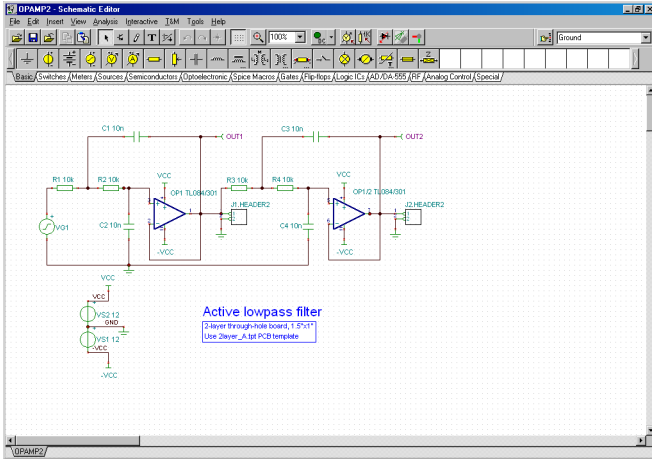 OPAMP2 - Schematic Editor
File Edit Insert View Analysis Interactive T&M Tools Help
100%
Ground
Basic Switches Meters Sources Semiconductors Optoelectronic Spice Macros Gates Flip-flops Logic ICs AD/DA-555 RF Analog Control Special
C1 10n
OUT1
C3 10n
OUT2
R1 10k
R2 10k
VCC
R3 10k
R4 10k
VCC
OP1 TL084/301
OP1/2 TL084/301
J1.HEADER2
J2.HEADER2
VG1
C2 10n
C4 10n
-VCC
-VCC
VCC
VCC
VS2 12
GND
VS1 12
-VCC
-VCC
Active lowpass filter
2-layer through-hole board, 1.5"x1"
Use 2layer_A.tpt PCB template
OPAMP2